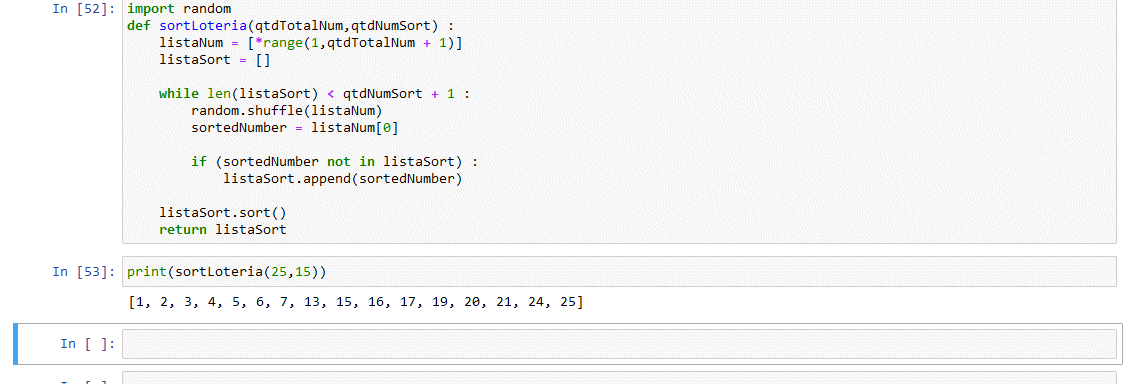 In [52]: import random
def sortLoteria(qtdTotalNum,qtdNumSort) :
    listaNum = [*range(1,qtdTotalNum + 1)]
    listaSort = []
    while len(listaSort) < qtdNumSort + 1 :
        random.shuffle(listaNum)
        sortedNumber = listaNum[0]
        if (sortedNumber not in listaSort) :
            listaSort.append(sortedNumber)
    listaSort.sort()
    return listaSort
In [53]: print(sortLoteria(25,15))
[1, 2, 3, 4, 5, 6, 7, 13, 15, 16, 17, 19, 20, 21, 24, 25]
In [ ]: